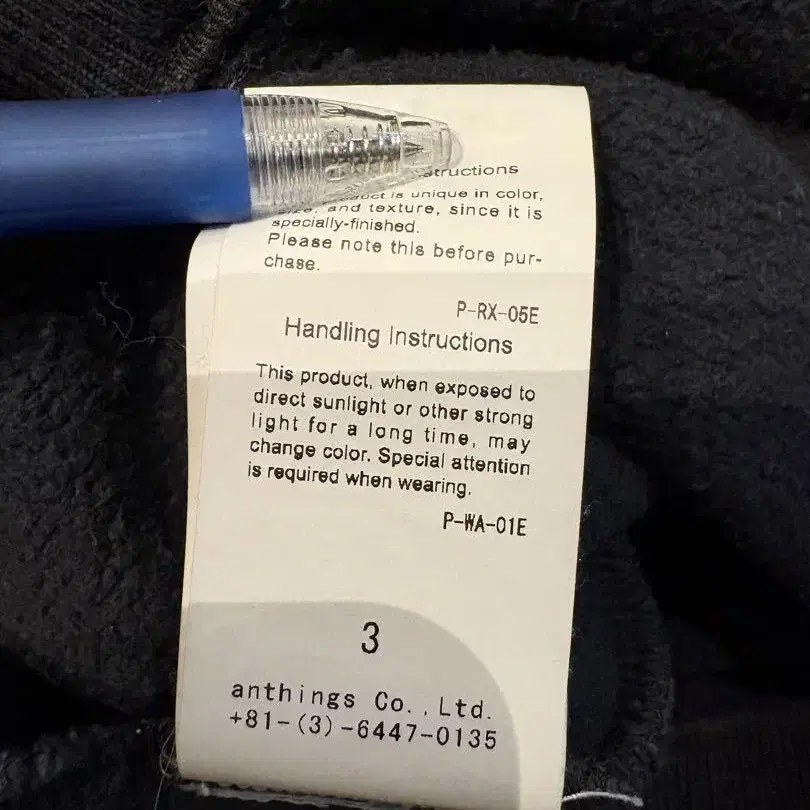 is unique in color,
and texture, since it is
specially-finished.
Please note this before pur-
chase.
P-RX-05E
Handling Instructions
This product, when exposed to
direct sunlight or other strong
light for a long time, may
change color. Special attention
is required when wearing.
P-WA-01E
3
anthings Co., Ltd.
+81-(3)-6447-0135